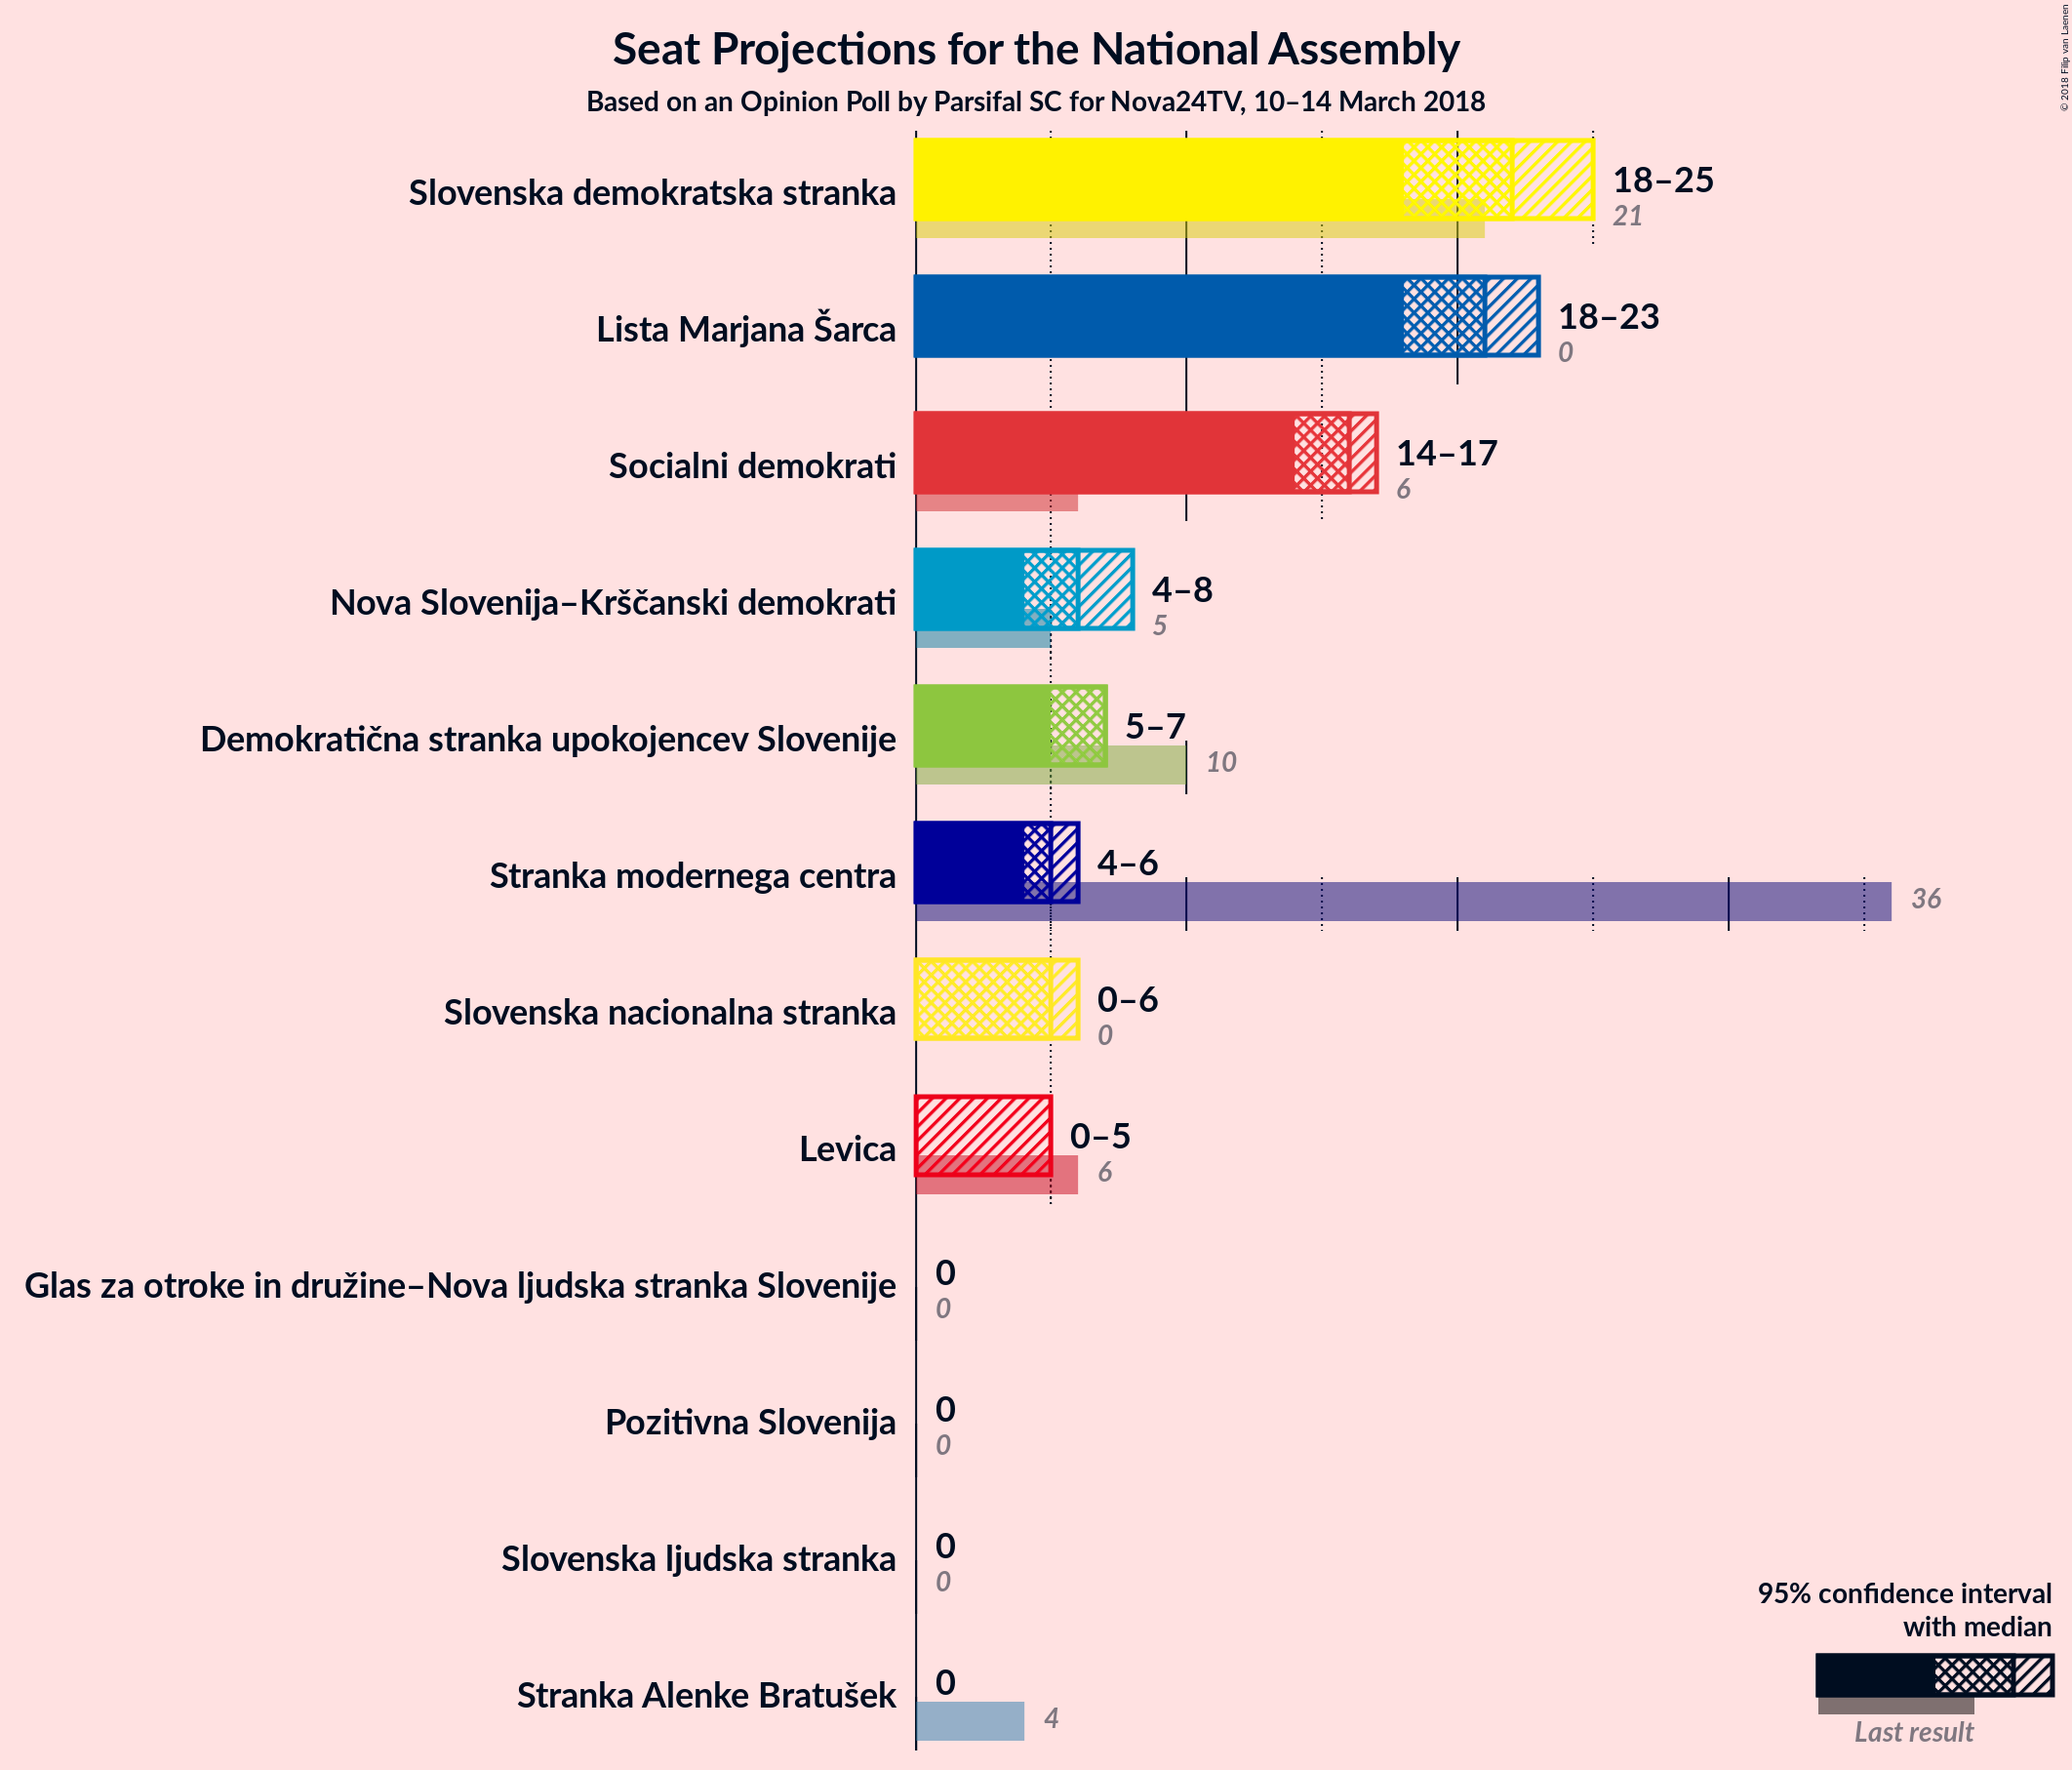 Seat Projections for the National Assembly
Based on an Opinion Poll by Parsifal SC for Nova24TV, 10–14 March 2018
© 2018 Filip van Laenen
Slovenska demokratska stranka
18–25
21
Lista Marjana Šarca
18–23
0
Socialni demokrati
14–17
6
Nova Slovenija–Krščanski demokrati
4–8
5
Demokratična stranka upokojencev Slovenije
5–7
10
Stranka modernega centra
4–6
36
Slovenska nacionalna stranka
0–6
0
Levica
0–5
6
Glas za otroke in družine–Nova ljudska stranka Slovenije
0
0
Pozitivna Slovenija
0
0
Slovenska ljudska stranka
0
0
Stranka Alenke Bratušek
0
4
95% confidence interval
with median
Last result